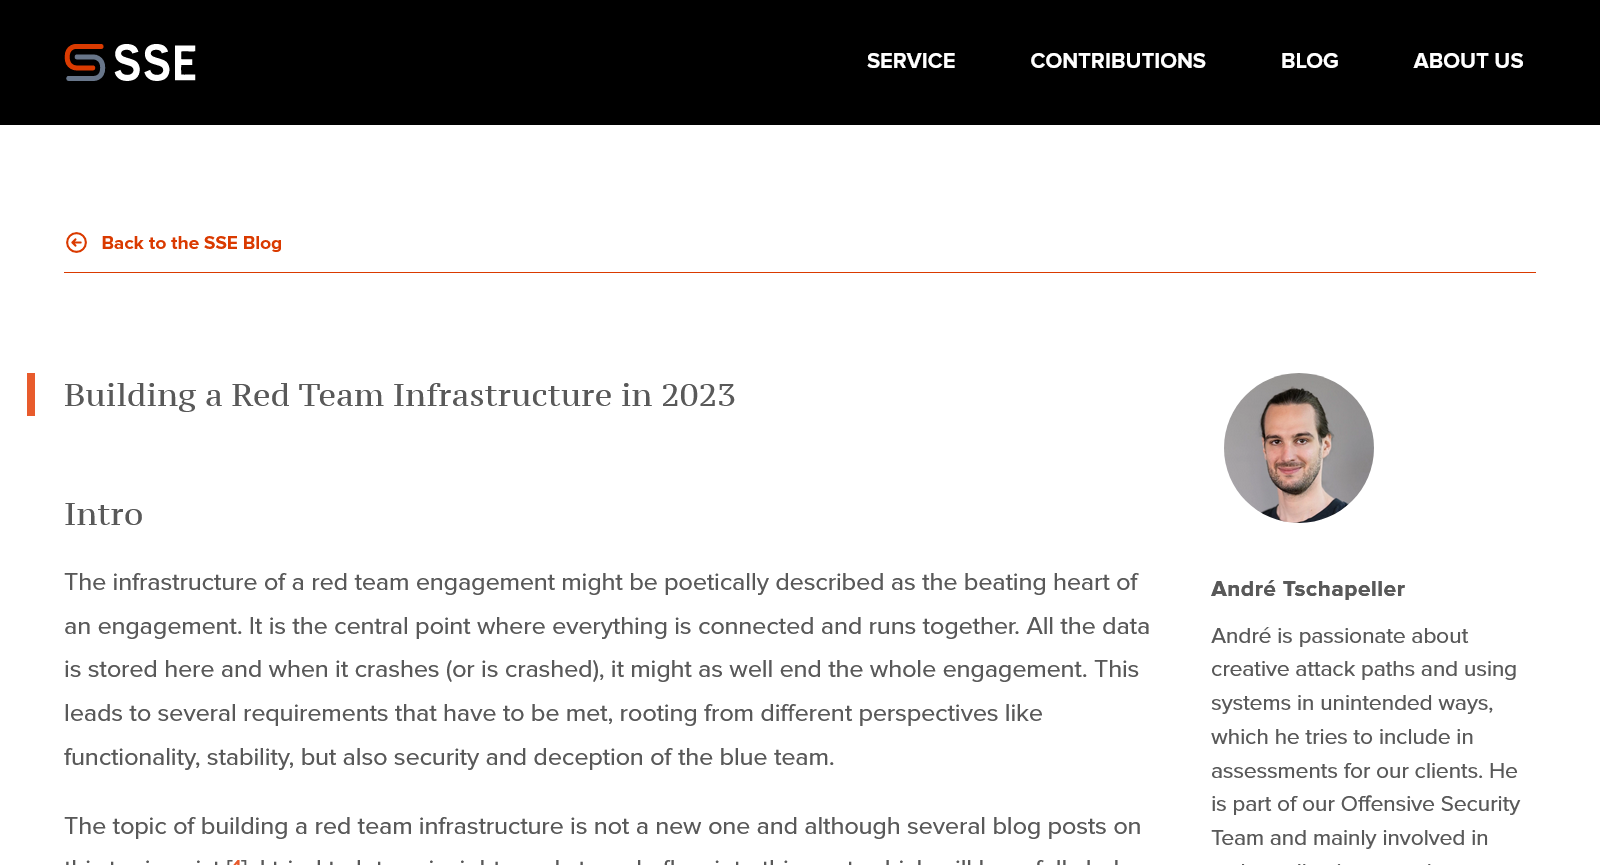 SSE
SERVICE
CONTRIBUTIONS
BLOG
ABOUT US
Back to the SSE Blog
Building a Red Team Infrastructure in 2023
Intro
The infrastructure of a red team engagement might be poetically described as the beating heart of
an engagement. It is the central point where everything is connected and runs together. All the data
is stored here and when it crashes (or is crashed), it might as well end the whole engagement. This
leads to several requirements that have to be met, rooting from different perspectives like
functionality, stability, but also security and deception of the blue team.
The topic of building a red team infrastructure is not a new one and although several blog posts on
André Tschapeller
André is passionate about
creative attack paths and using
systems in unintended ways,
which he tries to include in
assessments for our clients. He
is part of our Offensive Security
Team and mainly involved in